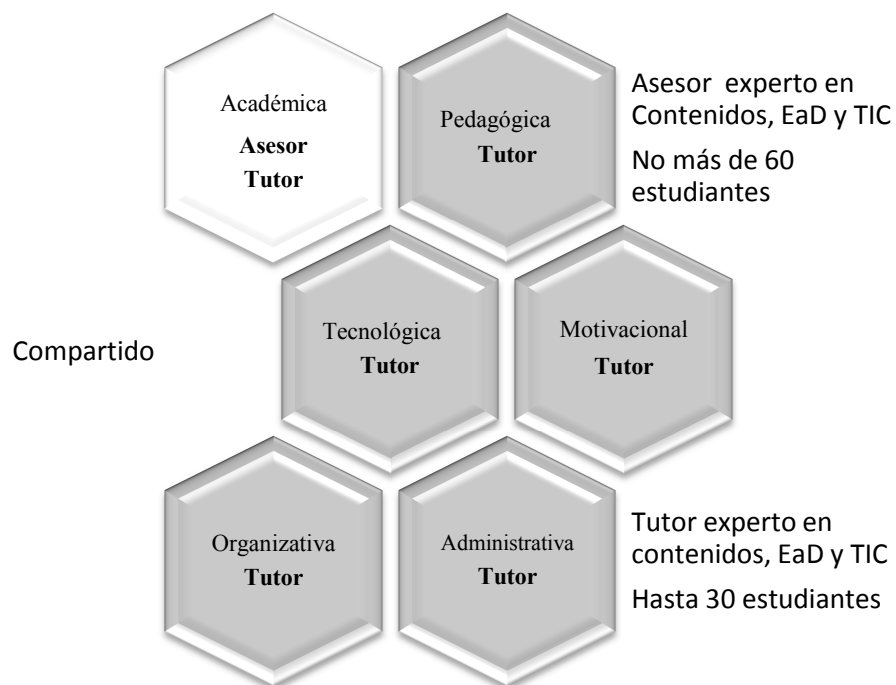 Académica
Asesor
Tutor
Pedagógica
Tutor
Asesor experto en
Contenidos, EaD y TIC
No más de 60
estudiantes
Compartido
Tecnológica
Tutor
Motivacional
Tutor
Organizativa
Tutor
Administrativa
Tutor
Tutor experto en
contenidos, EaD y TIC
Hasta 30 estudiantes